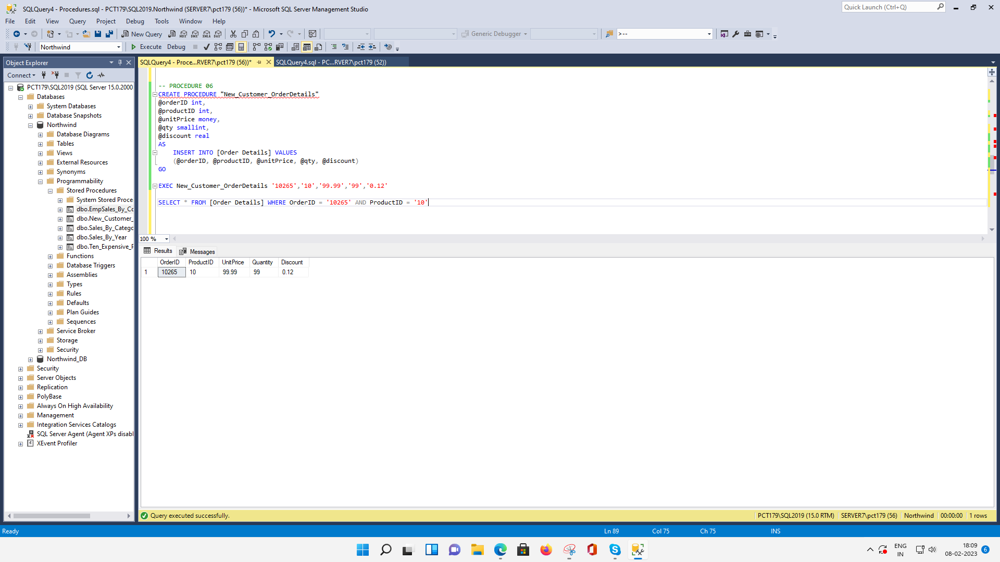 SQLQuery4 - Procedures.sql - PCT179\SQL2019.Northwind (SERVER7\pct179 (56))* - Microsoft SQL Server Management Studio
Quick Launch (Ctrl+Q)
File Edit View Query Project Debug Tools Window Help
New Query
MDX DMX XMLA DAX
Generic Debugger
>--
Northwind
Execute Debug
Object Explorer
SQLQuery4 - Proce...RVER7\pct179 (56))*
SQLQuery4.sql - PC...RVER7\pct179 (52))
Connect
PCT179\SQL2019 (SQL Server 15.0.2000
Databases
System Databases
Database Snapshots
Northwind
Database Diagrams
Tables
Views
External Resources
Synonyms
Programmability
Stored Procedures
System Stored Proce
dbo.EmpSales_By_Co
dbo.New_Customer_
dbo.Sales_By_Catego
dbo.Sales_By_Year
dbo.Ten_Expensive_P
Functions
Database Triggers
Assemblies
Types
Rules
Defaults
Plan Guides
Sequences
Service Broker
Storage
Security
Northwind_DB
Security
Server Objects
Replication
PolyBase
Always On High Availability
Management
Integration Services Catalogs
SQL Server Agent (Agent XPs disabl
XEvent Profiler
-- PROCEDURE 06
CREATE PROCEDURE "New_Customer_OrderDetails"
@orderID int,
@productID int,
@unitPrice money,
@qty smallint,
@discount real
AS
INSERT INTO [Order Details] VALUES
(@orderID, @productID, @unitPrice, @qty, @discount)
GO
EXEC New_Customer_OrderDetails '10265','10','99.99','99','0.12'
SELECT * FROM [Order Details] WHERE OrderID = '10265' AND ProductID = '10'
100 %
Results Messages
OrderID ProductID UnitPrice Quantity Discount
1 10265 10 99.99 99 0.12
Query executed successfully.
PCT179\SQL2019 (15.0 RTM) SERVER7\pct179 (56) Northwind 00:00:00 1 rows
Ready
Ln 89 Col 75 Ch 75 INS
ENG
IN
18:09
08-02-2023
6